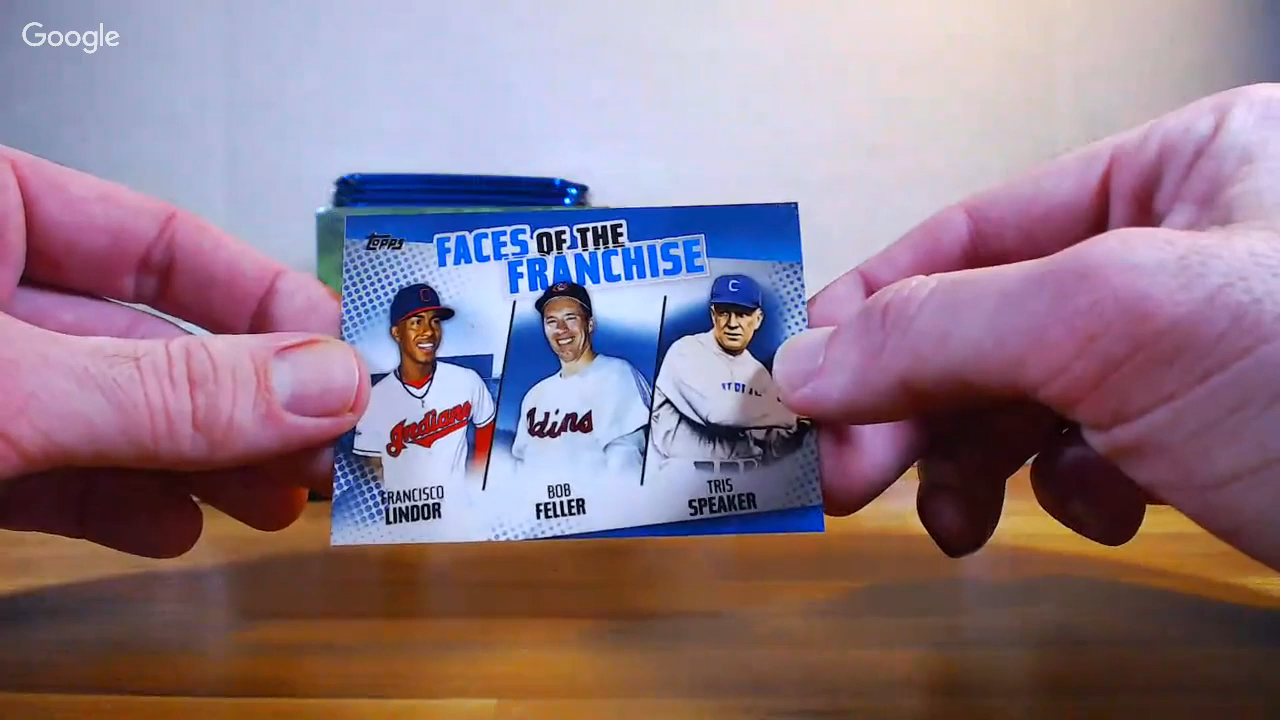 Google
Topps
FACES OF THE
FRANCHISE
C
C
Indians
FRANCISCO
LINDOR
BOB
FELLER
TRIS
SPEAKER